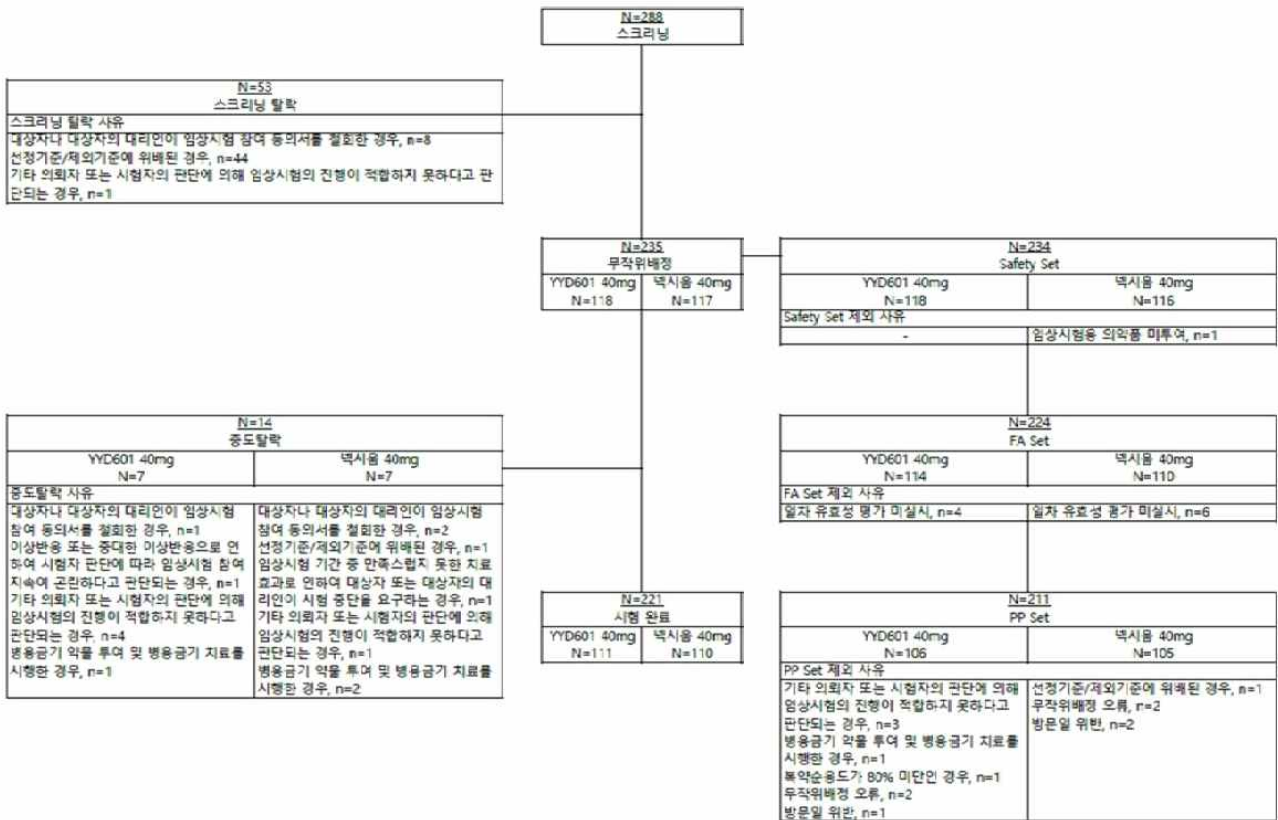 N=288
스크리닝
N=53
스크리닝 탈락
스크리닝 탈락 사유
대상자나 대상자의 대리인이 임상시험 참여 동의서를 철회한 경우, n=8
선정기준/제외기준에 위배된 경우, n=44
기타 의뢰자 또는 시험자의 판단에 의해 임상시험의 진행이 적합하지 못하다고 판
단되는 경우, n=1
N=235
무작위배정
YYD601 40mg
N=118
넥시움 40mg
N=117
N=234
Safety Set
YYD601 40mg
N=118
넥시움 40mg
N=116
Safety Set 제외 사유
-
임상시험용 의약품 미투여, n=1
N=14
중도탈락
YYD601 40mg
N=7
넥시움 40mg
N=7
중도탈락 사유
대상자나 대상자의 대리인이 임상시험
참여 동의서를 철회한 경우, n=1
이상반응 또는 중대한 이상반응으로 인
하여 시험자 판단에 따라 임상시험 참여
지속이 곤란하다고 판단되는 경우, n=1
기타 의뢰자 또는 시험자의 판단에 의해
임상시험의 진행이 적합하지 못하다고
판단되는 경우, n=4
병용금기 약물 투여 및 병용금기 치료를
시행한 경우, n=1
대상자나 대상자의 대리인이 임상시험
참여 동의서를 철회한 경우, n=2
선정기준/제외기준에 위배된 경우, n=1
임상시험 기간 중 만족스럽지 못한 치료
효과로 인하여 대상자 또는 대상자의 대
리인이 시험 중단을 요구하는 경우, n=1
기타 의뢰자 또는 시험자의 판단에 의해
임상시험의 진행이 적합하지 못하다고
판단되는 경우, n=1
병용금기 약물 투여 및 병용금기 치료를
시행한 경우, n=2
N=224
FA Set
YYD601 40mg
N=114
넥시움 40mg
N=110
FA Set 제외 사유
일차 유효성 평가 미실시, n=4
일차 유효성 평가 미실시, n=6
N=221
시험 완료
YYD601 40mg
N=111
넥시움 40mg
N=110
N=211
PP Set
YYD601 40mg
N=106
넥시움 40mg
N=105
PP Set 제외 사유
기타 의뢰자 또는 시험자의 판단에 의해
임상시험의 진행이 적합하지 못하다고
판단되는 경우, n=3
병용금기 약물 투여 및 병용금기 치료를
시행한 경우, n=1
복약순응도가 80% 미만인 경우, n=1
무작위배정 오류, n=2
방문일 위반, n=1
선정기준/제외기준에 위배된 경우, n=1
무작위배정 오류, n=2
방문일 위반, n=2